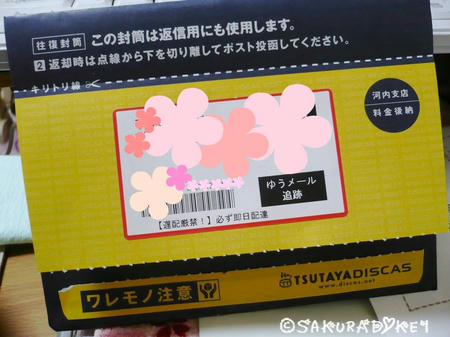 往復封筒 この封筒は返信用にも使用します。
2 返却時は点線から下を切り離してポスト投函してください。
キリトリ線
河内支店
料金後納
ゆうメール
追跡
【遅配厳禁！】必ず即日配達
ワレモノ注意
TSUTAYA DISCAS
www.discas.net
©SAKURADOKEY